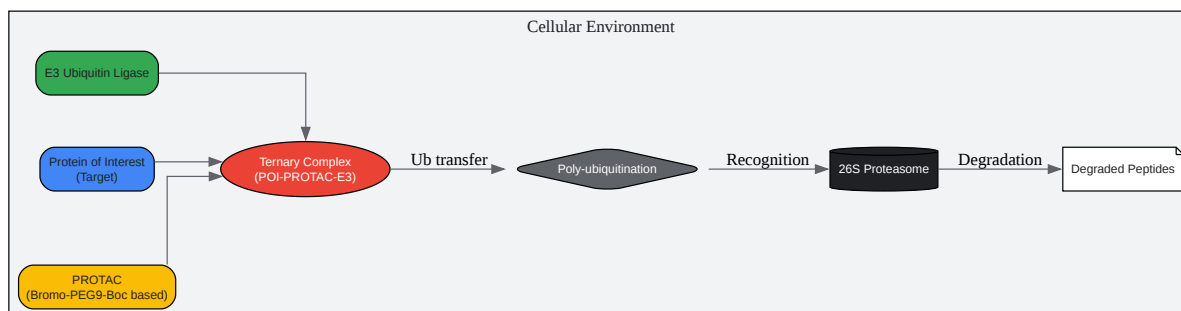 Cellular Environment
E3 Ubiquitin Ligase
Protein of Interest
(Target)
PROTAC
(Bromo-PEG9-Boc based)
Ternary Complex
(POI-PROTAC-E3)
Ub transfer
Poly-ubiquitination
Recognition
26S Proteasome
Degradation
Degraded Peptides